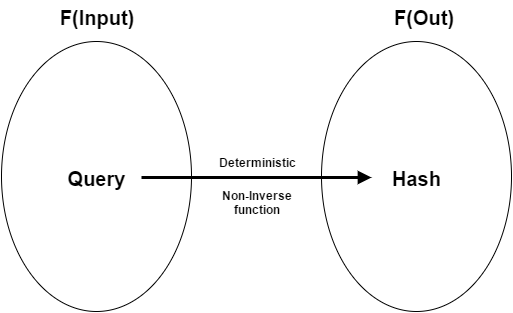 F(Input)
F(Out)
Deterministic
Query
Hash
Non-Inverse
function